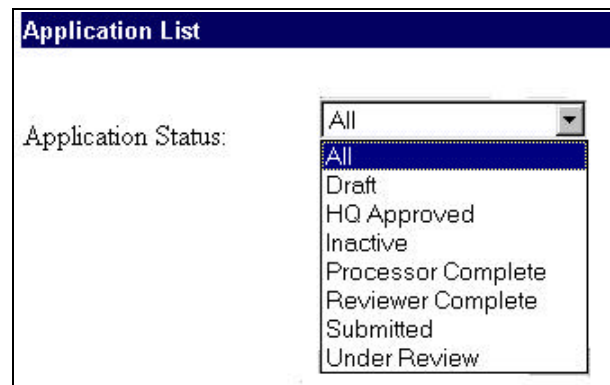 Application List
Application Status:
All
All
Draft
HQ Approved
Inactive
Processor Complete
Reviewer Complete
Submitted
Under Review